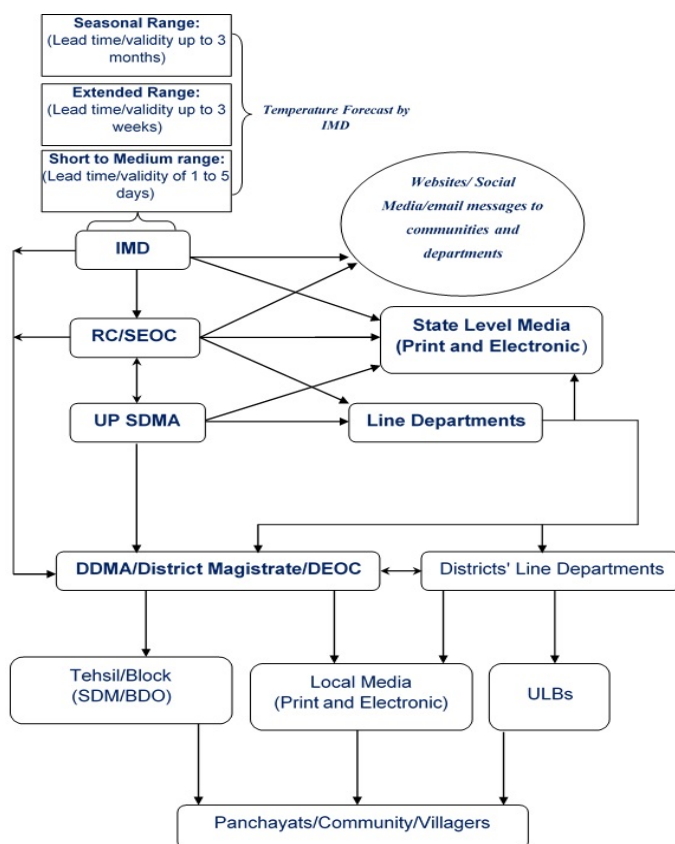 Seasonal Range:
(Lead time/validity up to 3
months)
Extended Range:
(Lead time/validity up to 3
weeks)
Temperature Forecast by
IMD
Short to Medium range:
(Lead time/validity of 1 to 5
days)
Websites/ Social
Media/email messages to
communities and
departments
IMD
RC/SEOC
State Level Media
(Print and Electronic)
UP SDMA
Line Departments
DDMA/District Magistrate/DEOC
Districts' Line Departments
Tehsil/Block
(SDM/BDO)
Local Media
(Print and Electronic)
ULBs
Panchayats/Community/Villagers